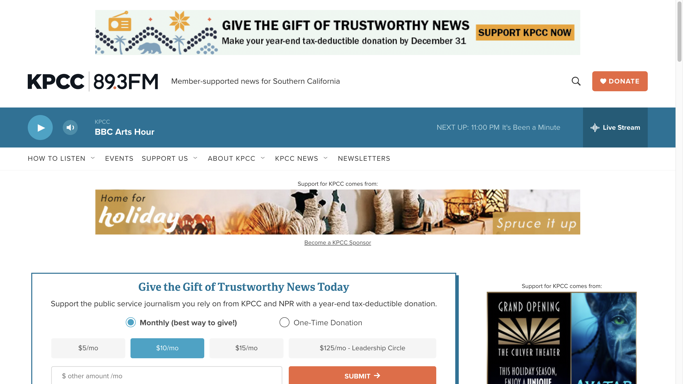 GIVE THE GIFT OF TRUSTWORTHY NEWS
Make your year-end tax-deductible donation by December 31
SUPPORT KPCC NOW
KPCC 89.3FM
Member-supported news for Southern California
DONATE
KPCC
BBC Arts Hour
NEXT UP: 11:00 PM It's Been a Minute
Live Stream
HOW TO LISTEN
EVENTS
SUPPORT US
ABOUT KPCC
KPCC NEWS
NEWSLETTERS
Support for KPCC comes from:
Home for
holiday
Spruce it up
Become a KPCC Sponsor
Give the Gift of Trustworthy News Today
Support the public service journalism you rely on from KPCC and NPR with a year-end tax-deductible donation.
Monthly (best way to give!)
One-Time Donation
$5/mo
$10/mo
$15/mo
$125/mo - Leadership Circle
$ other amount /mo
SUBMIT
Support for KPCC comes from:
GRAND OPENING
THE CULVER THEATER
THIS HOLIDAY SEASON,
ENJOY A UNIQUE
AVATAR